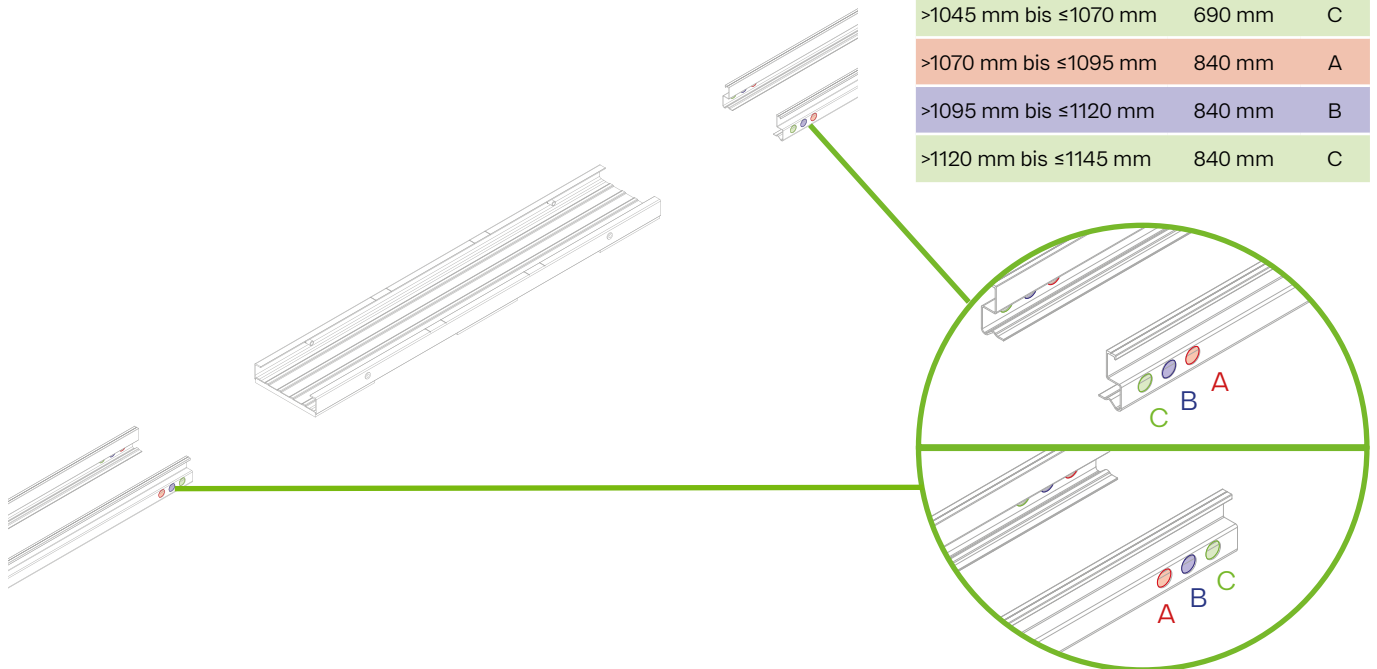 >1045 mm bis ≤1070 mm 690 mm C
>1070 mm bis ≤1095 mm 840 mm A
>1095 mm bis ≤1120 mm 840 mm B
>1120 mm bis ≤1145 mm 840 mm C
C B A
A B C